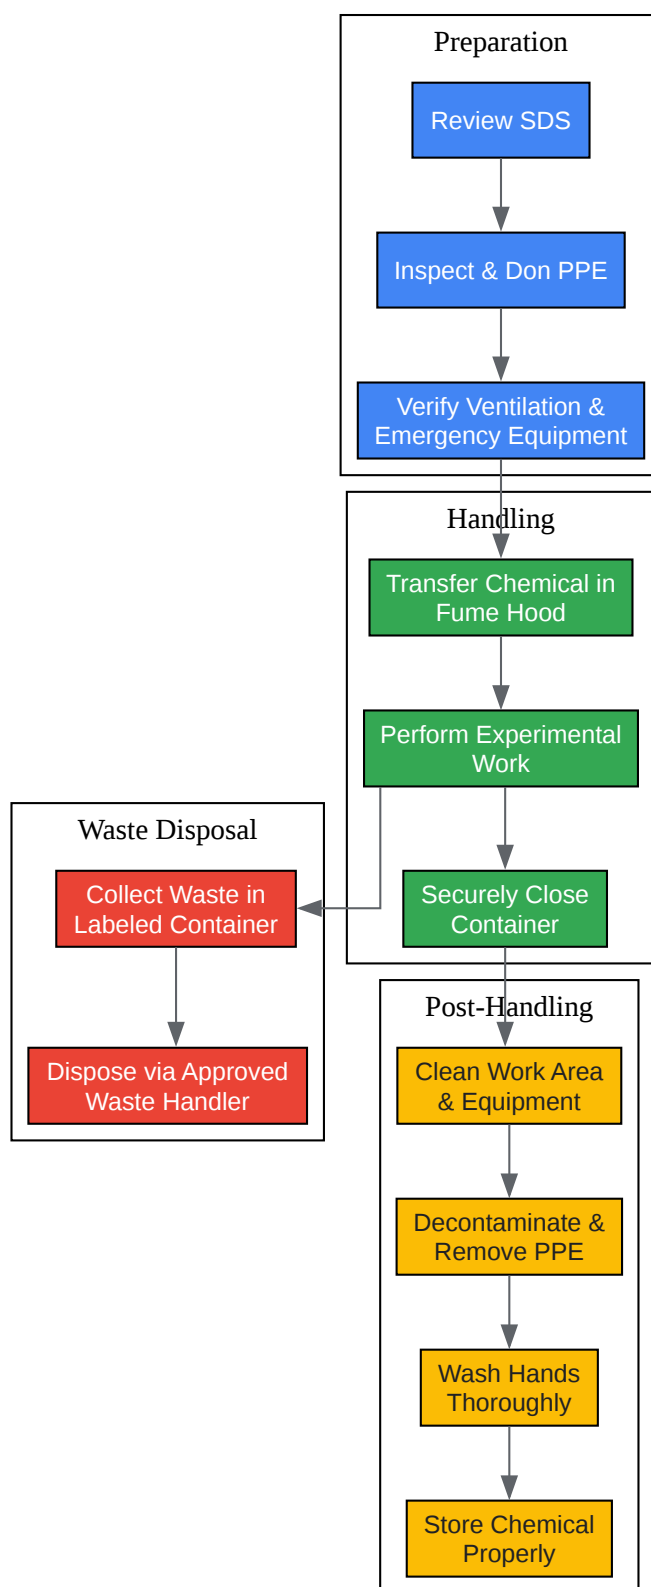 Preparation
Review SDS
Inspect & Don PPE
Verify Ventilation &
Emergency Equipment
Handling
Transfer Chemical in
Fume Hood
Perform Experimental
Work
Securely Close
Container
Waste Disposal
Collect Waste in
Labeled Container
Dispose via Approved
Waste Handler
Post-Handling
Clean Work Area
& Equipment
Decontaminate &
Remove PPE
Wash Hands
Thoroughly
Store Chemical
Properly